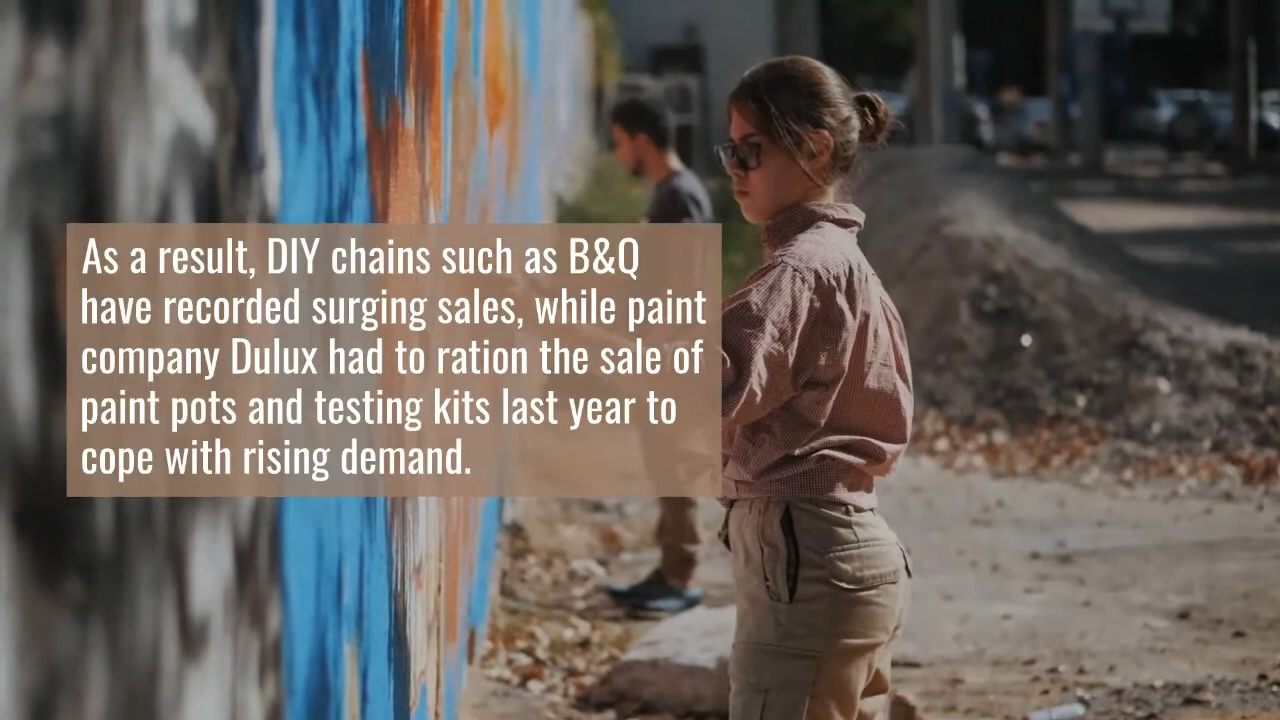 As a result, DIY chains such as B&Q
have recorded surging sales, while paint
company Dulux had to ration the sale of
paint pots and testing kits last year to
cope with rising demand.